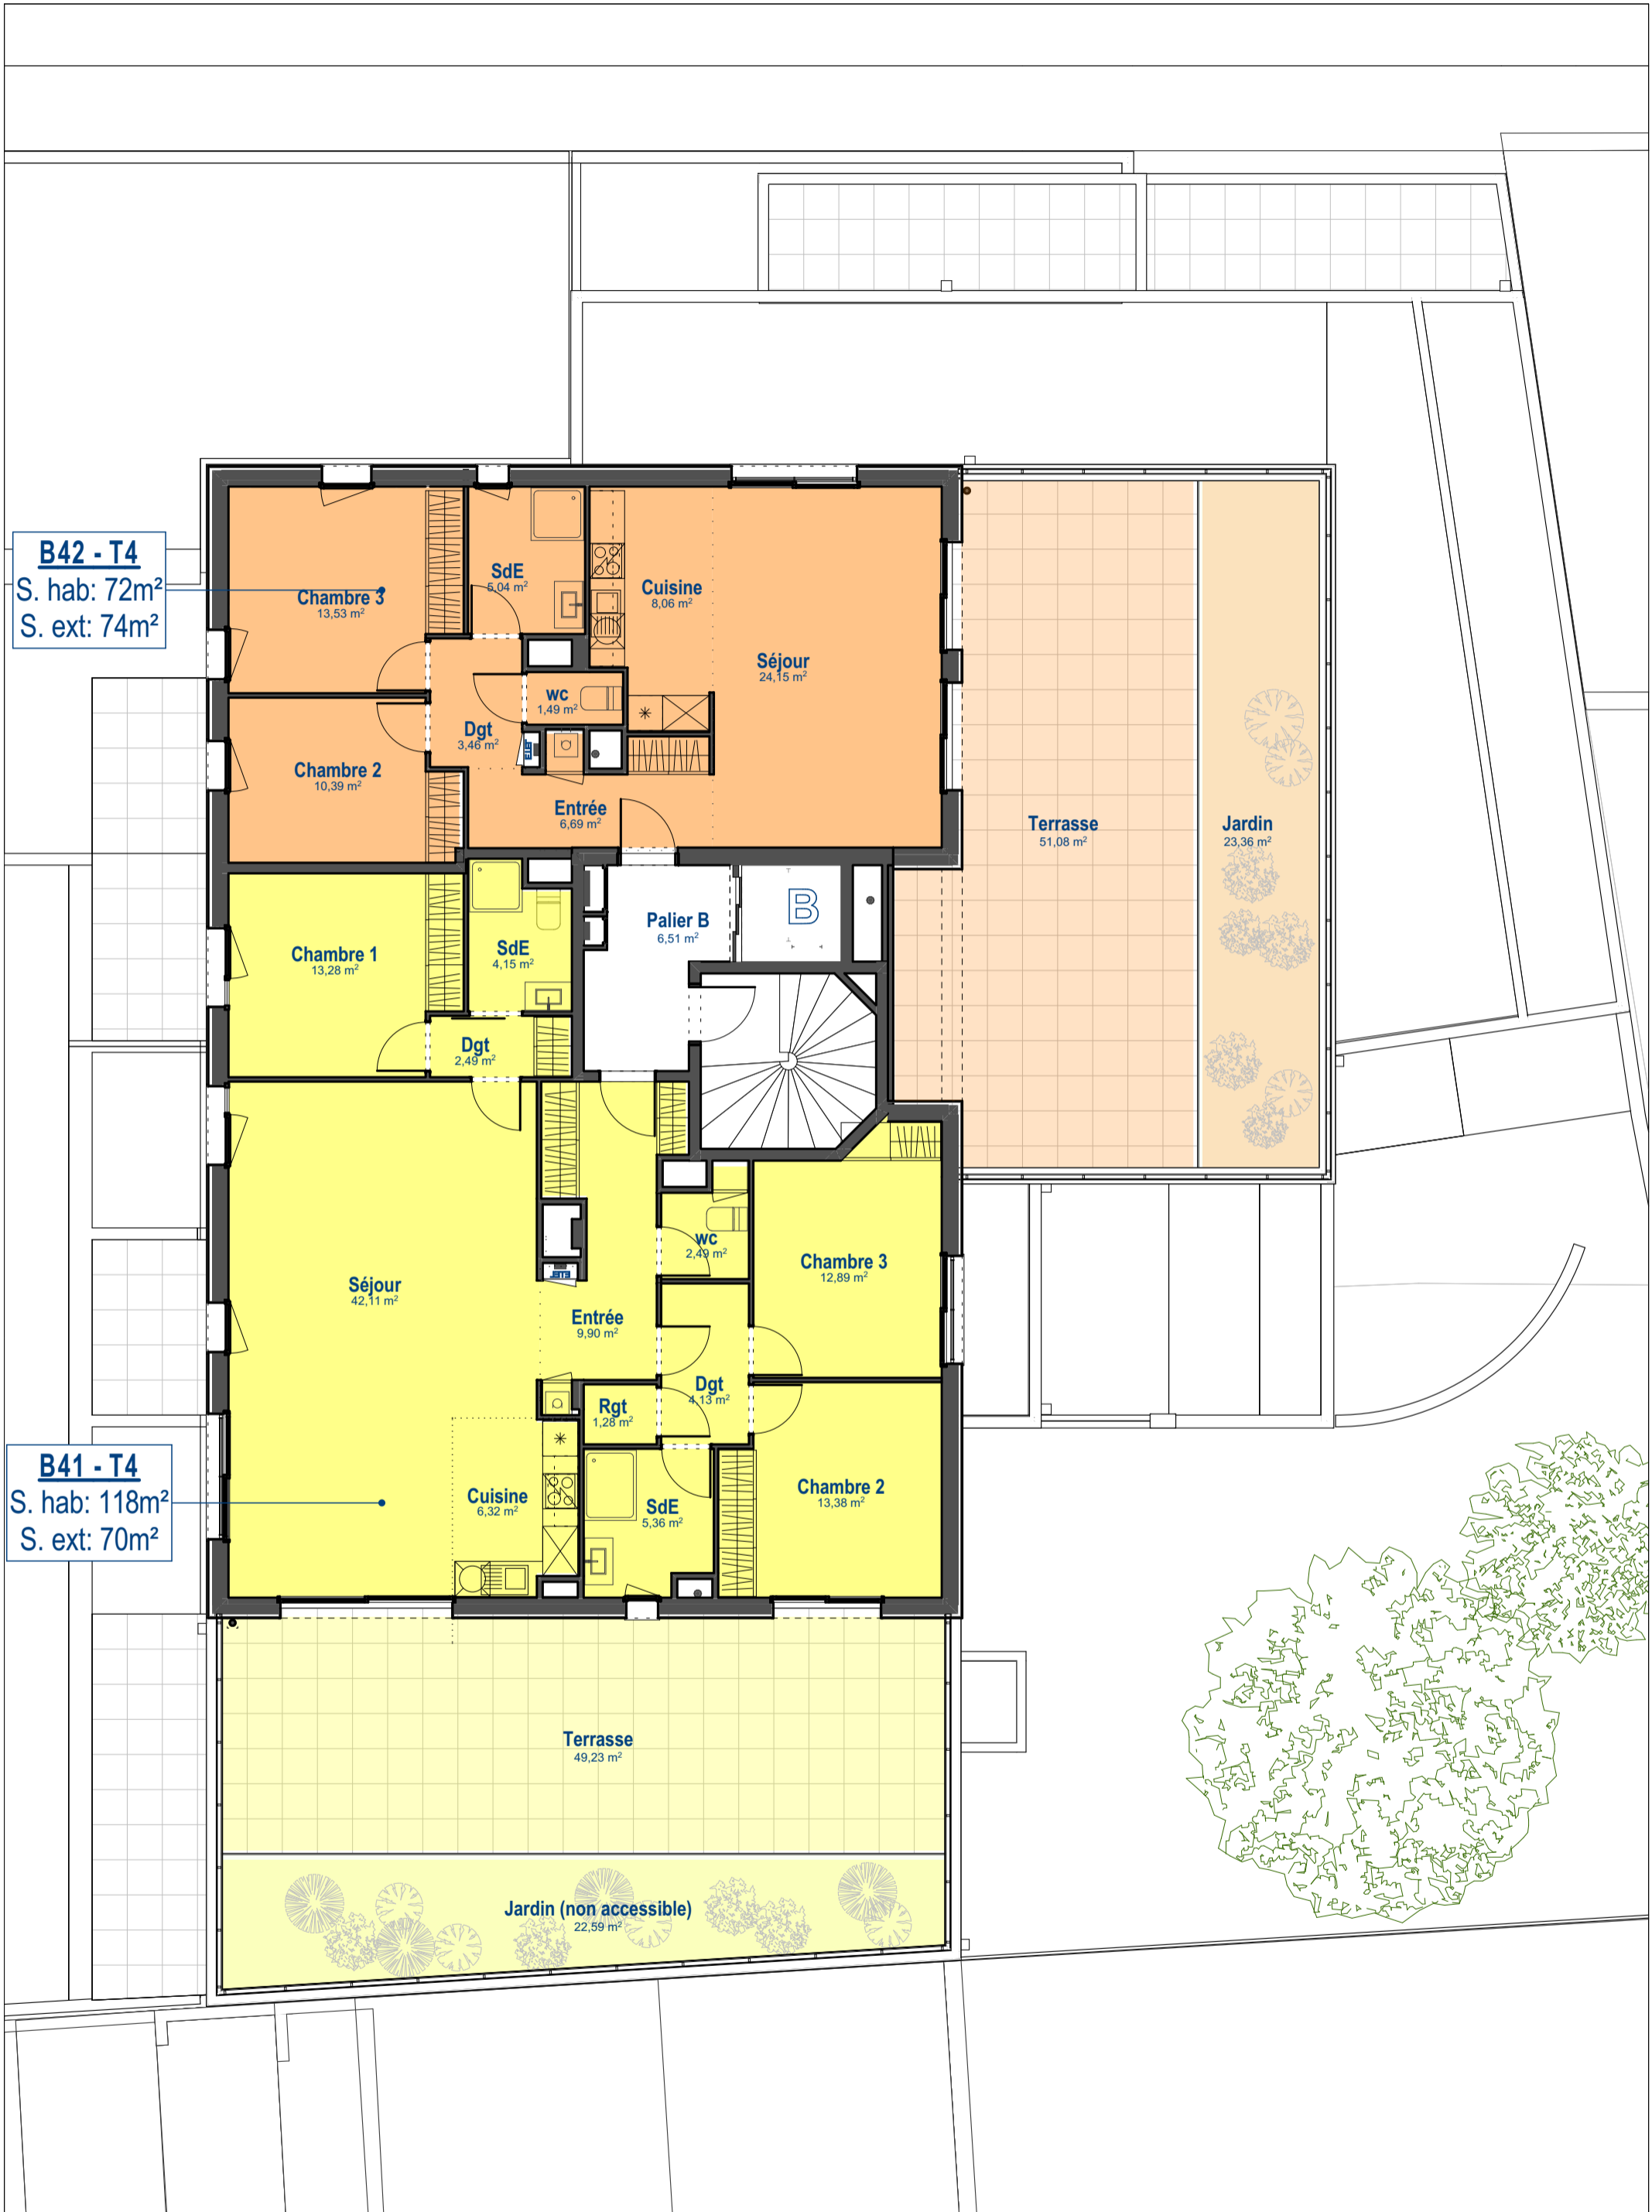 B42 - T4
S. hab: 72m²
S. ext: 74m²
Chambre 3
13,53 m²
SdE
5,04 m²
Cuisine
8,06 m²
Séjour
24,15 m²
wc
1,49 m²
Dgt
3,46 m²
Chambre 2
10,39 m²
Entrée
6,69 m²
Terrasse
51,08 m²
Jardin
23,36 m²
Palier B
6,51 m²
B
Chambre 1
13,28 m²
SdE
4,15 m²
Dgt
2,49 m²
wc
2,49 m²
Chambre 3
12,89 m²
Séjour
42,11 m²
Entrée
9,90 m²
Dgt
4,13 m²
Rgt
1,28 m²
B41 - T4
S. hab: 118m²
S. ext: 70m²
Cuisine
6,32 m²
SdE
5,36 m²
Chambre 2
13,38 m²
Terrasse
49,23 m²
Jardin (non accessible)
22,59 m²